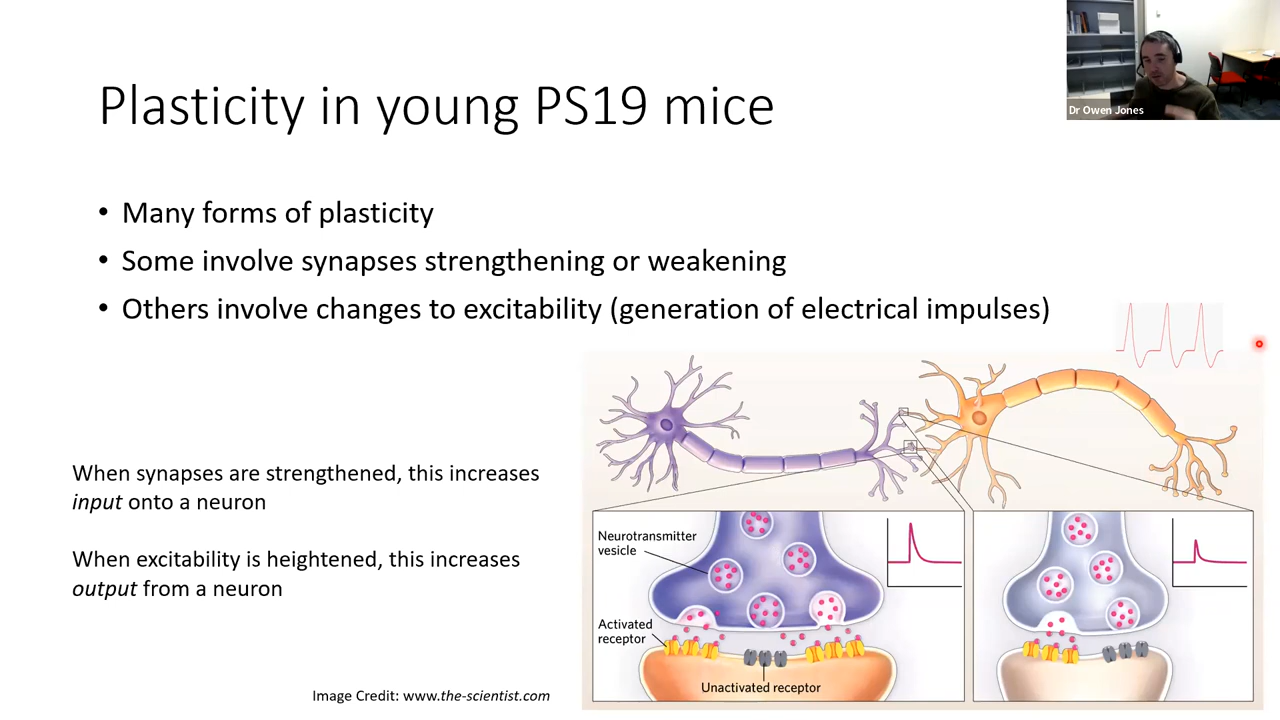 Dr Owen Jones
Plasticity in young PS19 mice
• Many forms of plasticity
• Some involve synapses strengthening or weakening
• Others involve changes to excitability (generation of electrical impulses)
When synapses are strengthened, this increases
input onto a neuron
When excitability is heightened, this increases
output from a neuron
Neurotransmitter
vesicle
Activated
receptor
Unactivated receptor
Image Credit: www.the-scientist.com